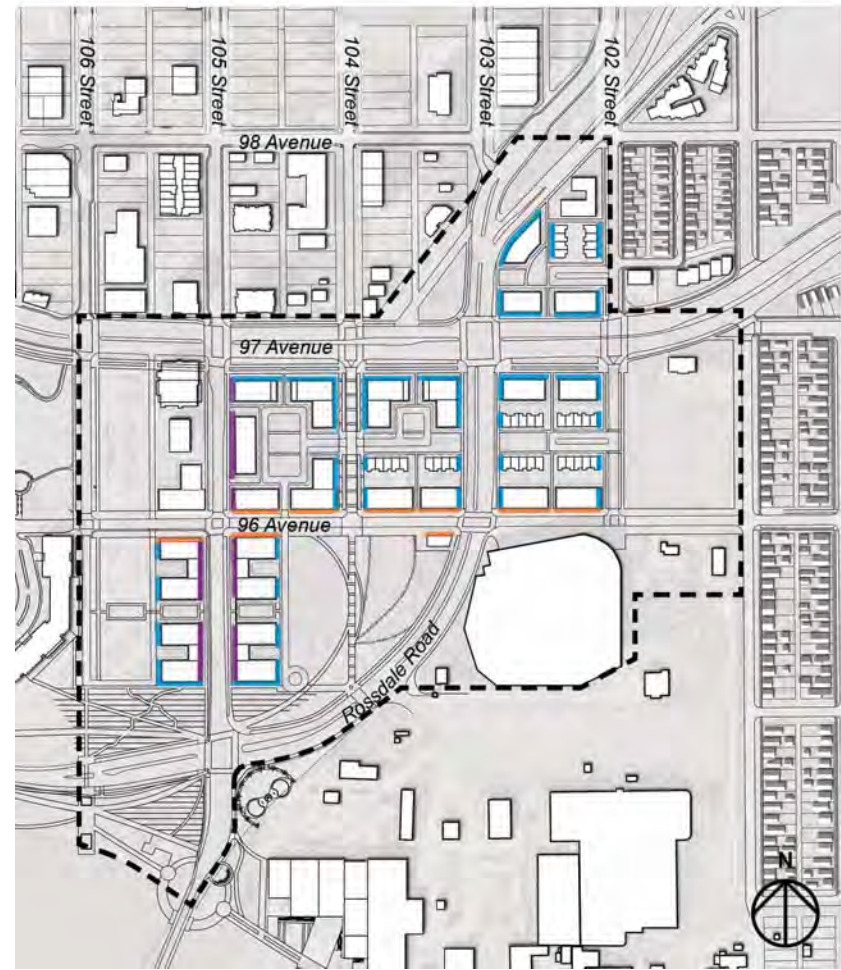 106 Street
105 Street
104 Street
103 Street
102 Street
98 Avenue
97 Avenue
96 Avenue
Rossdale Road
N